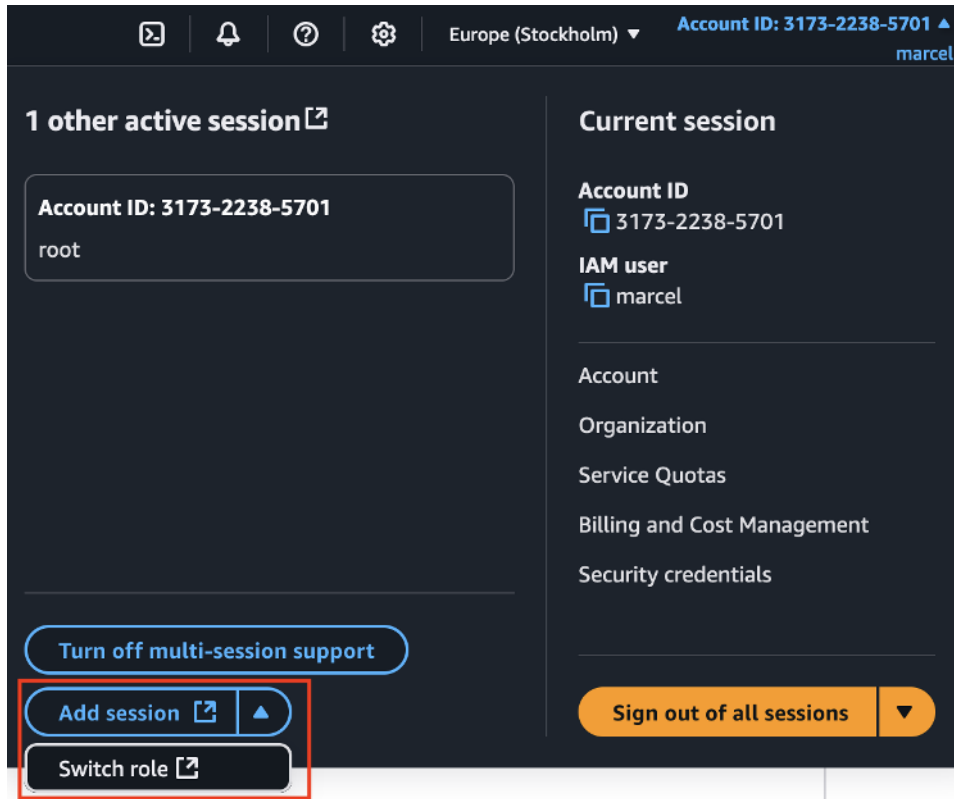 Europe (Stockholm)
Account ID: 3173-2238-5701
marcel
1 other active session
Account ID: 3173-2238-5701
root
Turn off multi-session support
Add session
Switch role
Current session
Account ID
3173-2238-5701
IAM user
marcel
Account
Organization
Service Quotas
Billing and Cost Management
Security credentials
Sign out of all sessions